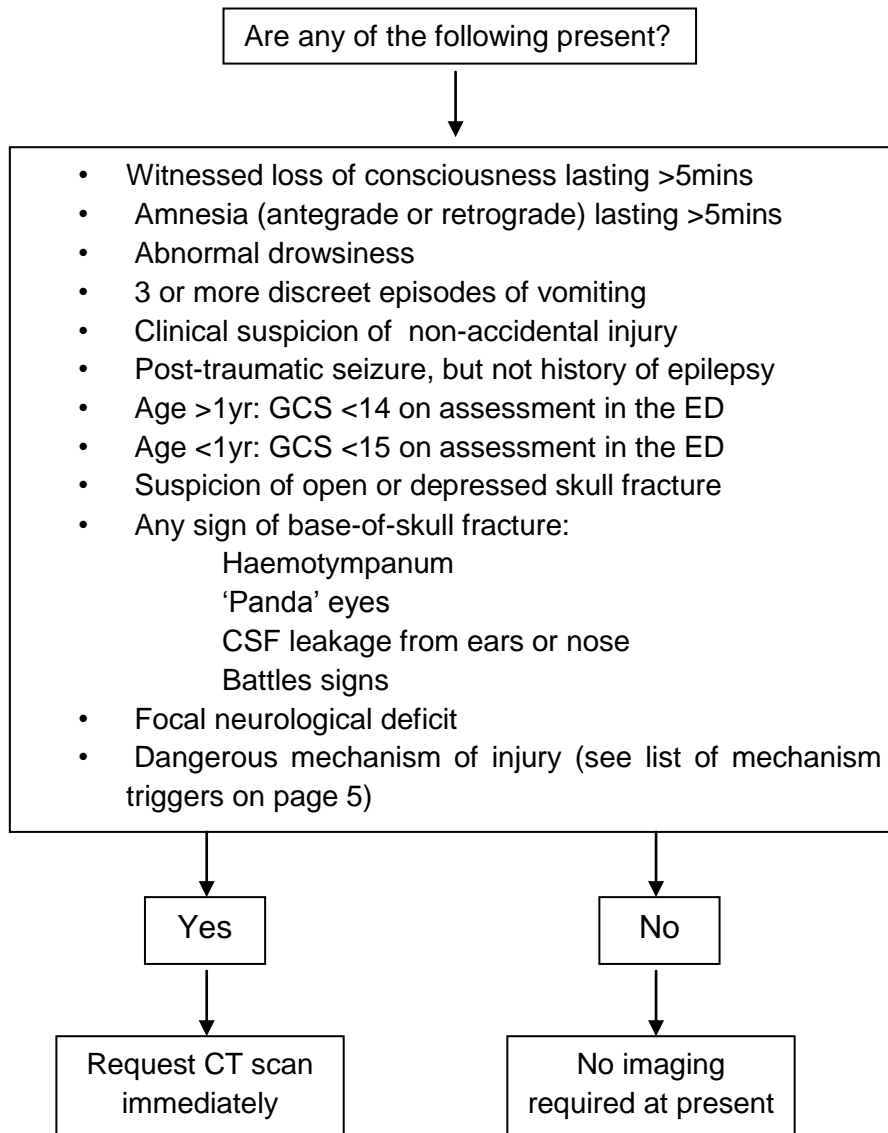 Are any of the following present?
• Witnessed loss of consciousness lasting >5mins
• Amnesia (antegrade or retrograde) lasting >5mins
• Abnormal drowsiness
• 3 or more discreet episodes of vomiting
• Clinical suspicion of non-accidental injury
• Post-traumatic seizure, but not history of epilepsy
• Age >1yr: GCS <14 on assessment in the ED
• Age <1yr: GCS <15 on assessment in the ED
• Suspicion of open or depressed skull fracture
• Any sign of base-of-skull fracture:
Haemotympanum
‘Panda’ eyes
CSF leakage from ears or nose
Battles signs
• Focal neurological deficit
• Dangerous mechanism of injury (see list of mechanism
triggers on page 5)
Yes
No
Request CT scan
immediately
No imaging
required at present